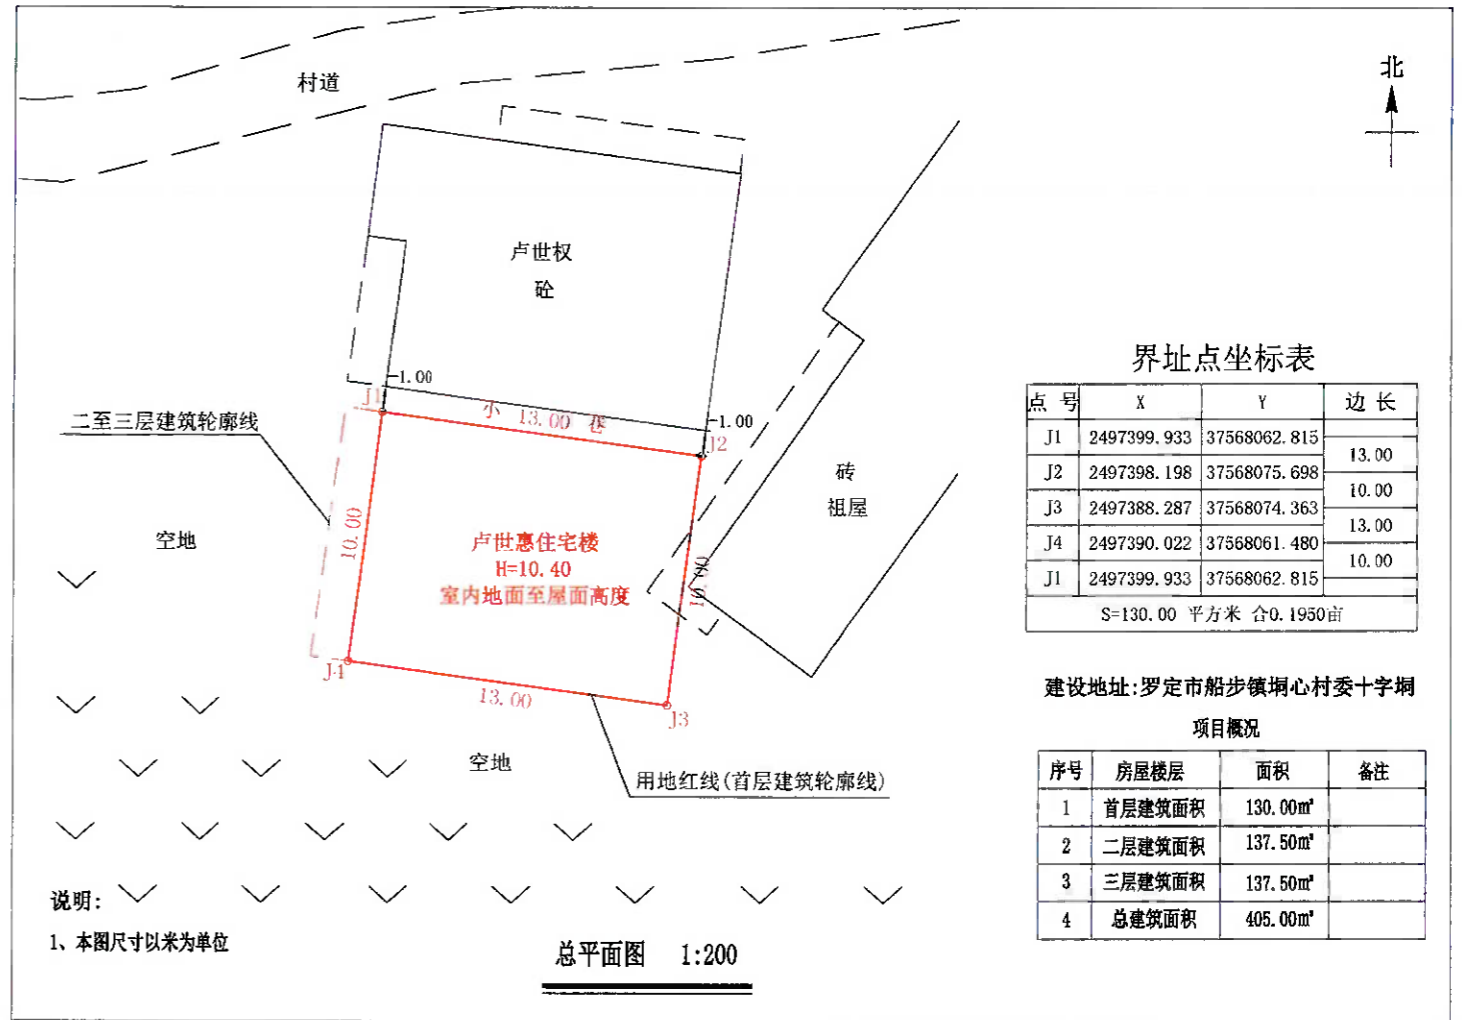 村道
北
卢世权
砼
1.00
J1
小 13.00 巷
1.00
J2
二至三层建筑轮廓线
空地
10.00
卢世惠住宅楼
H=10.40
室内地面至屋面高度
10.00
砖
祖屋
J4
13.00
J3
空地
用地红线(首层建筑轮廓线)
界址点坐标表
点 号 X Y 边 长
J1 2497399.933 37568062.815
13.00
J2 2497398.198 37568075.698
10.00
J3 2497388.287 37568074.363
13.00
J4 2497390.022 37568061.480
10.00
J1 2497399.933 37568062.815
S=130.00 平方米 合0.1950亩
建设地址:罗定市船步镇垌心村委十字垌
项目概况
序号 房屋楼层 面积 备注
1 首层建筑面积 130.00m²
2 二层建筑面积 137.50m²
3 三层建筑面积 137.50m²
4 总建筑面积 405.00m²
说明:
1、本图尺寸以米为单位
总平面图 1:200